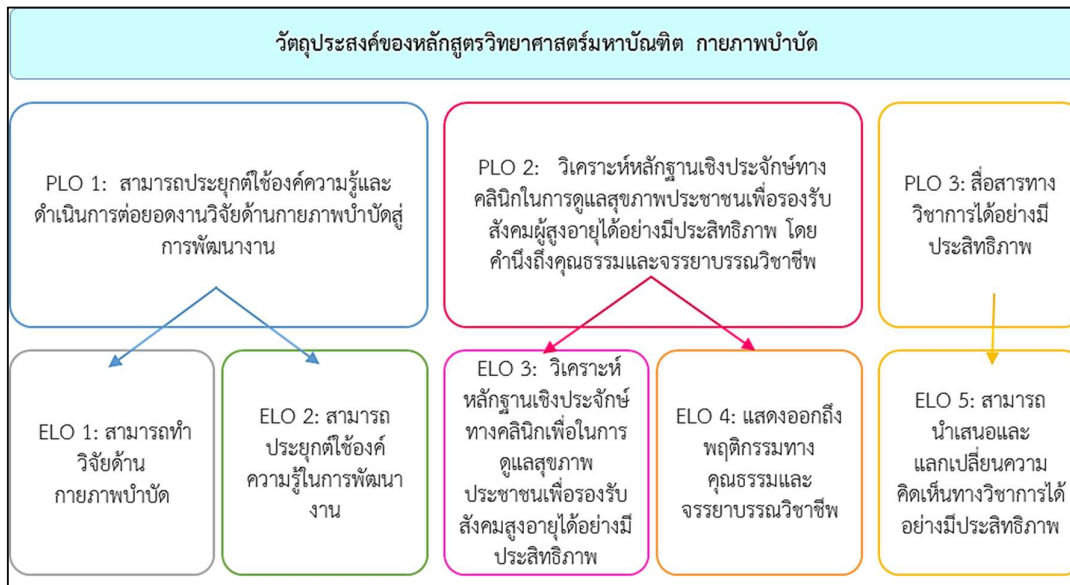 วัตถุประสงค์ของหลักสูตรวิทยาศาสตร์มหาบัณฑิต กายภาพบำบัด
PLO 1: สามารถประยุกต์ใช้องค์ความรู้และ
ดำเนินการต่อยอดงานวิจัยด้านกายภาพบำบัดสู่
การพัฒนางาน
PLO 2: วิเคราะห์หลักฐานเชิงประจักษ์ทาง
คลินิกในการดูแลสุขภาพประชาชนเพื่อรองรับ
สังคมผู้สูงอายุได้อย่างมีประสิทธิภาพ โดย
คำนึงถึงคุณธรรมและจรรยาบรรณวิชาชีพ
PLO 3: สื่อสารทาง
วิชาการได้อย่างมี
ประสิทธิภาพ
ELO 1: สามารถทำ
วิจัยด้าน
กายภาพบำบัด
ELO 2: สามารถ
ประยุกต์ใช้องค์
ความรู้ในการพัฒนา
งาน
ELO 3: วิเคราะห์
หลักฐานเชิงประจักษ์
ทางคลินิกเพื่อในการ
ดูแลสุขภาพ
ประชาชนเพื่อรองรับ
สังคมสูงอายุได้อย่างมี
ประสิทธิภาพ
ELO 4: แสดงออกถึง
พฤติกรรมทาง
คุณธรรมและ
จรรยาบรรณวิชาชีพ
ELO 5: สามารถ
นำเสนอและ
แลกเปลี่ยนความ
คิดเห็นทางวิชาการได้
อย่างมีประสิทธิภาพ